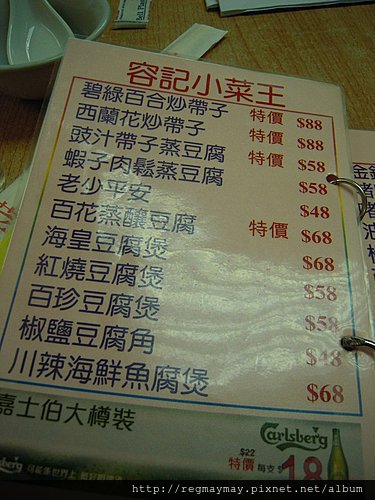 容記小菜王
碧綠百合炒帶子 特價 $88
西蘭花炒帶子 特價 $88
豉汁帶子蒸豆腐 特價 $58
蝦子肉鬆蒸豆腐 $58
老少平安 $48
百花蒸釀豆腐 特價 $68
海皇豆腐煲 $68
紅燒豆腐煲 $58
百珍豆腐煲 $58
椒鹽豆腐角 $48
川辣海鮮魚腐煲 $68
嘉士伯大樽裝
Carlsberg
$22
特價 每支 $18
http://regmaymay.pixnet.net/album